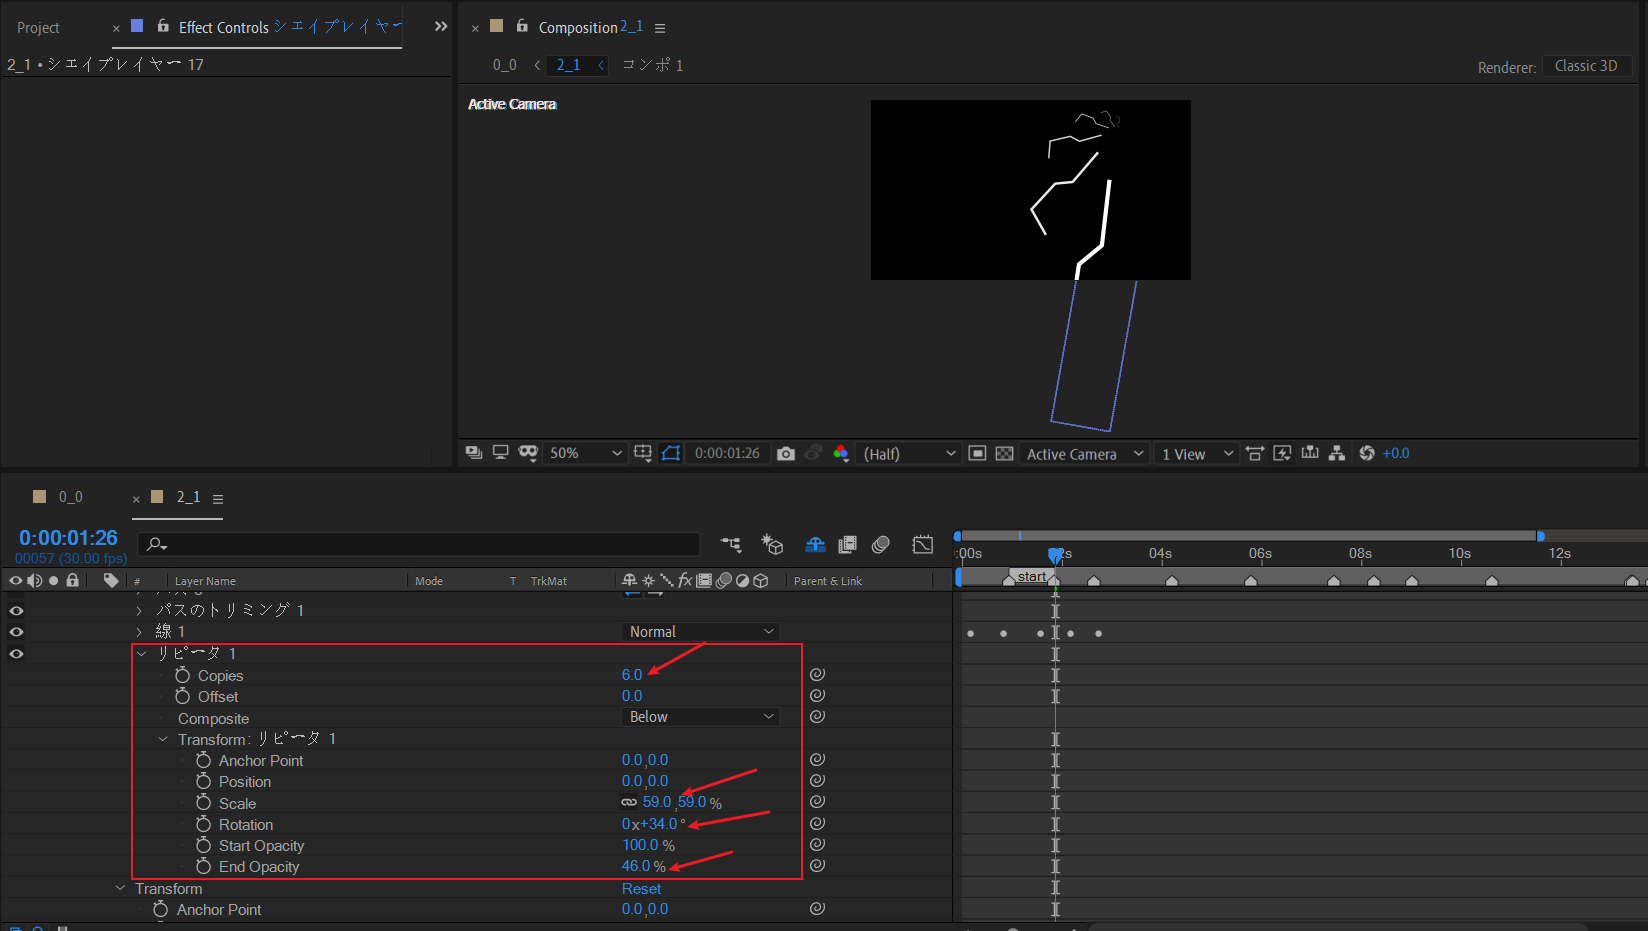 Project
× Effect Controls シェイプレイヤー
2_1 • シェイプレイヤー 17
× Composition 2_1
0_0 < 2_1 < コンポ 1
Renderer: Classic 3D
Active Camera
50%
0:00:01:26
(Half)
Active Camera
1 View
+0.0
0_0
× 2_1
0:00:01:26
00057 (30.00 fps)
:00s 2s 04s 06s 08s 10s 12s
# Layer Name Mode T TrkMat fx Parent & Link
start
パスのトリミング 1
線 1 Normal
リピータ 1
Copies 6.0
Offset 0.0
Composite Below
Transform: リピータ 1
Anchor Point 0.0,0.0
Position 0.0,0.0
Scale 59.0,59.0 %
Rotation 0x+34.0°
Start Opacity 100.0 %
End Opacity 46.0 %
Transform Reset
Anchor Point 0.0,0.0